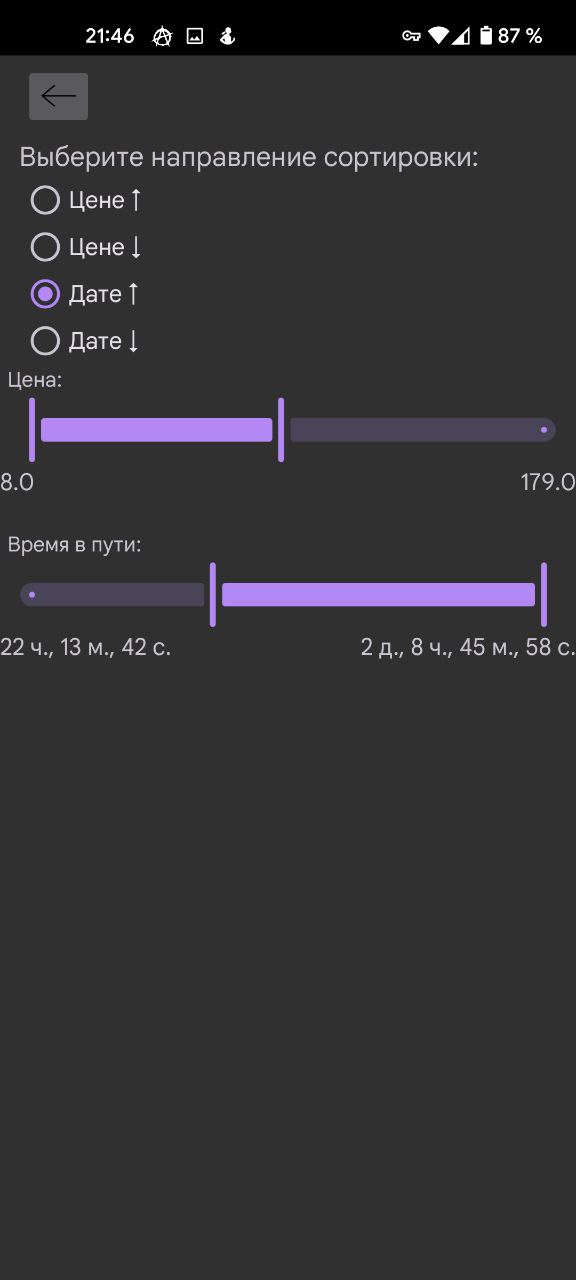 21:46 87 %
Выберите направление сортировки:
Цене ↑
Цене ↓
Дате ↑
Дате ↓
Цена:
8.0 179.0
Время в пути:
22 ч., 13 м., 42 с. 2 д., 8 ч., 45 м., 58 с.